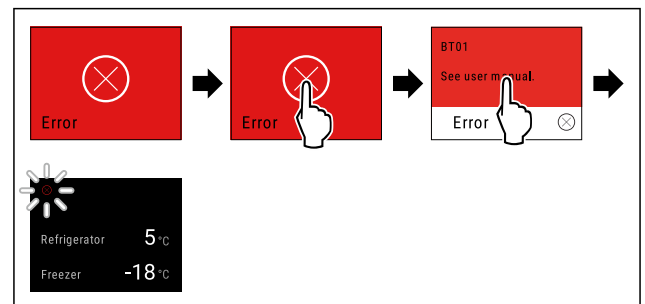 Error
Error
BT01
See user manual.
Error
Refrigerator 5 °C
Freezer -18 °C